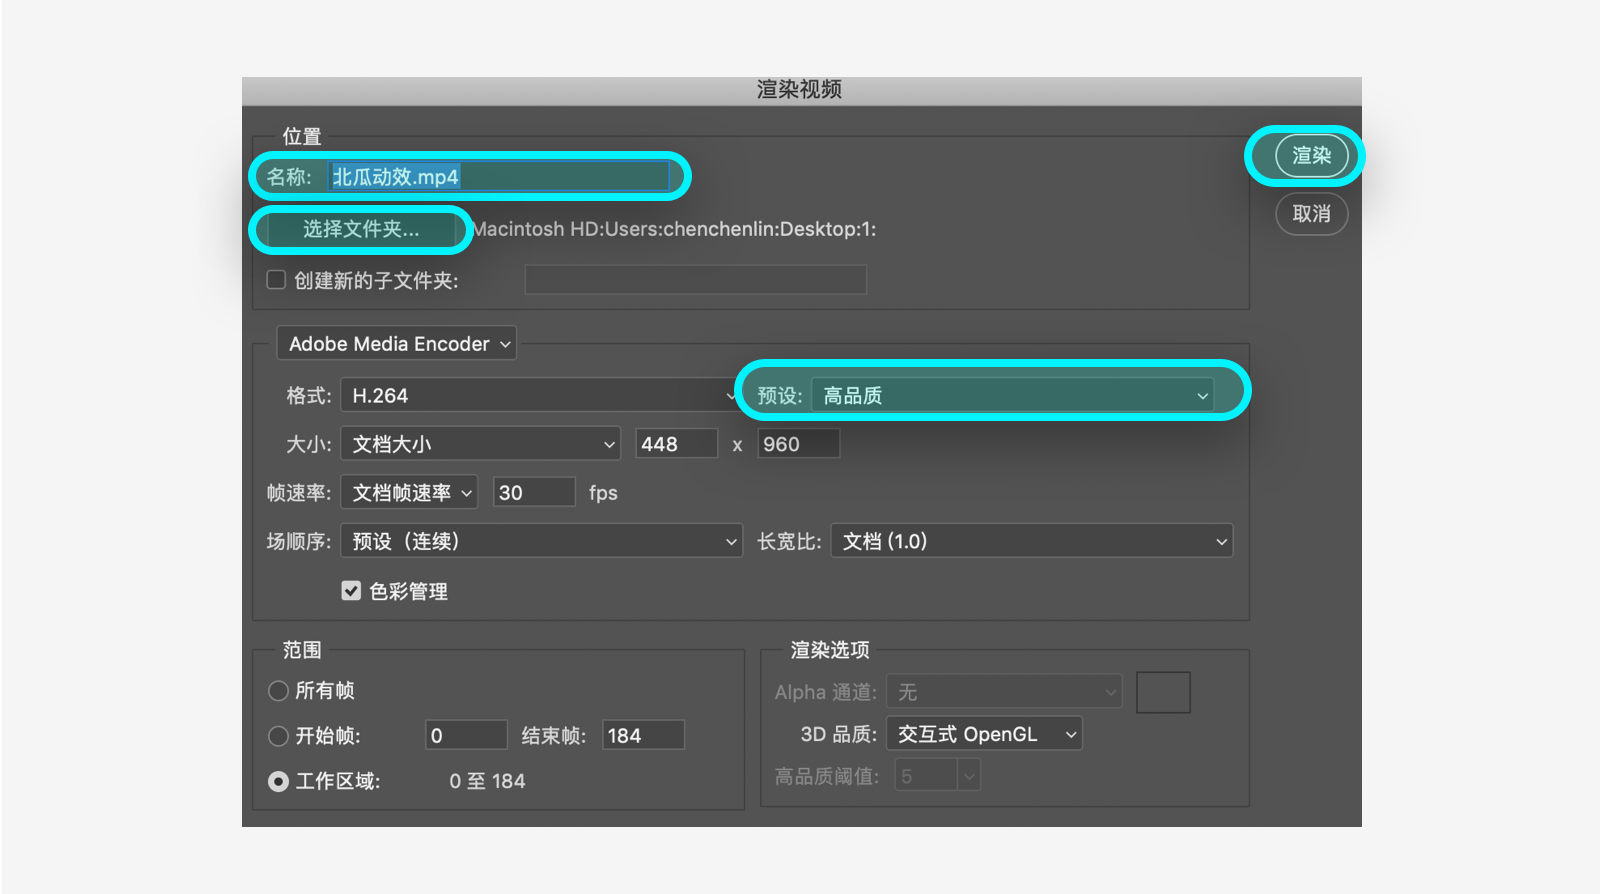 渲染视频
位置
名称: 北瓜动效.mp4
渲染
选择文件夹... Macintosh HD:Users:chenchenlin:Desktop:1:
取消
创建新的子文件夹:
Adobe Media Encoder
格式: H.264 预设: 高品质
大小: 文档大小 448 x 960
帧速率: 文档帧速率 30 fps
场顺序: 预设（连续） 长宽比: 文档 (1.0)
色彩管理
范围
所有帧
开始帧: 0 结束帧: 184
工作区域: 0 至 184
渲染选项
Alpha 通道: 无
3D 品质: 交互式 OpenGL
高品质阈值: 5